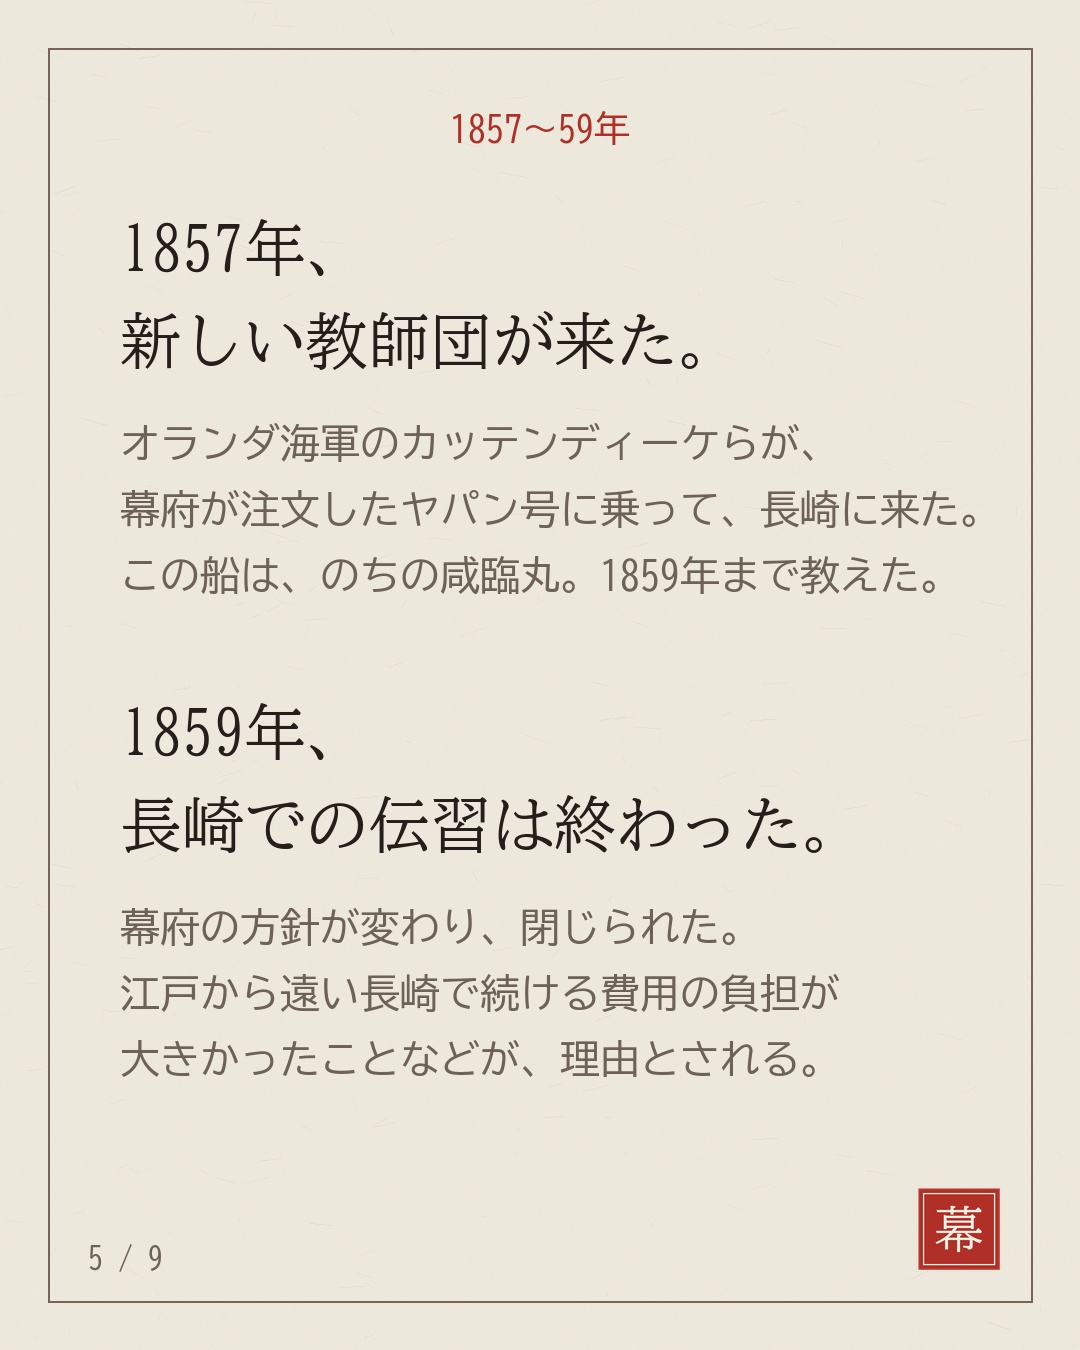 1857〜59年
1857年、
新しい教師団が来た。
オランダ海軍のカッテンディーケらが、
幕府が注文したヤパン号に乗って、長崎に来た。
この船は、のちの咸臨丸。1859年まで教えた。
1859年、
長崎での伝習は終わった。
幕府の方針が変わり、閉じられた。
江戸から遠い長崎で続ける費用の負担が
大きかったことなどが、理由とされる。
幕
5 / 9